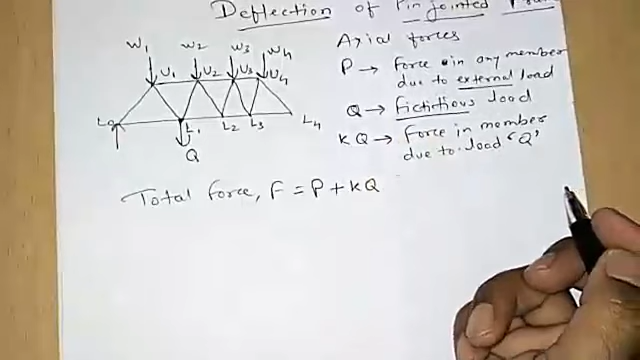 Deflection of Pin jointed
Axial forces
P → Force in any member
due to external load
Q → Fictitious load
KQ → Force in member
due to load 'Q'
W1 W2 W3 W4
U1 U2 U3 U4
L0 L1 L2 L3 L4
Q
Total force, F = P + KQ